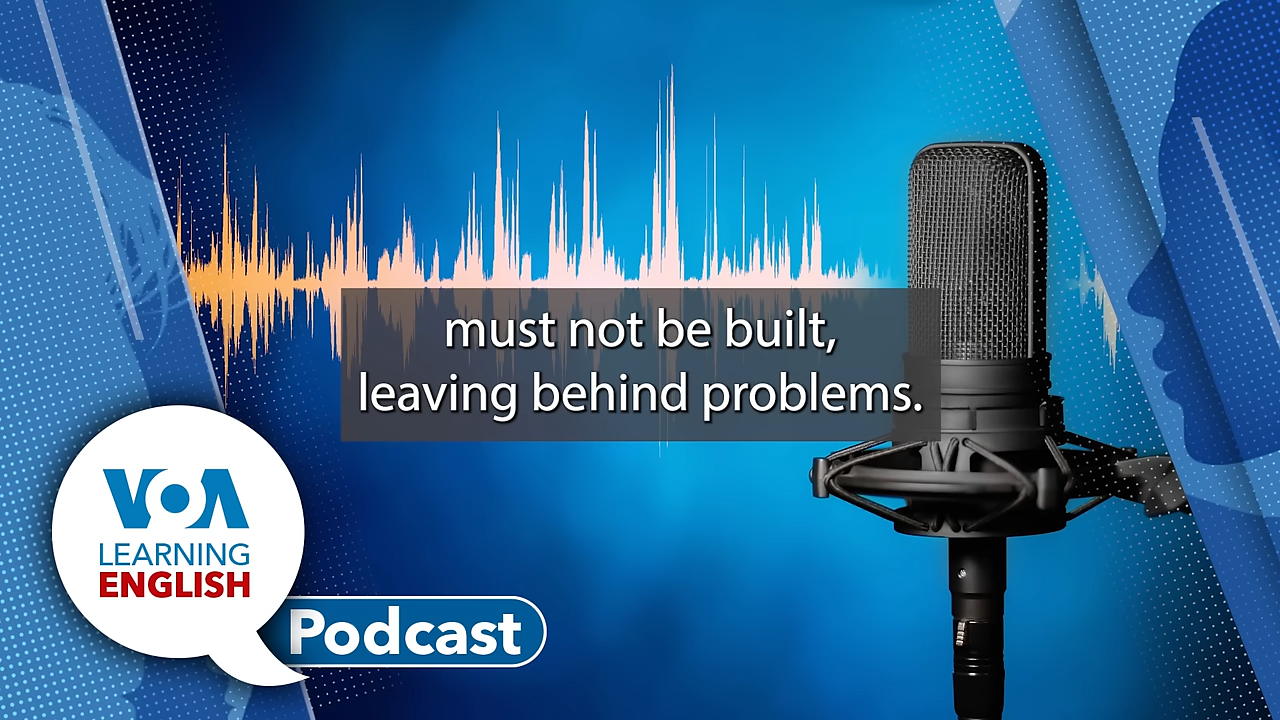 must not be built,
leaving behind problems.
VOA
LEARNING
ENGLISH
Podcast